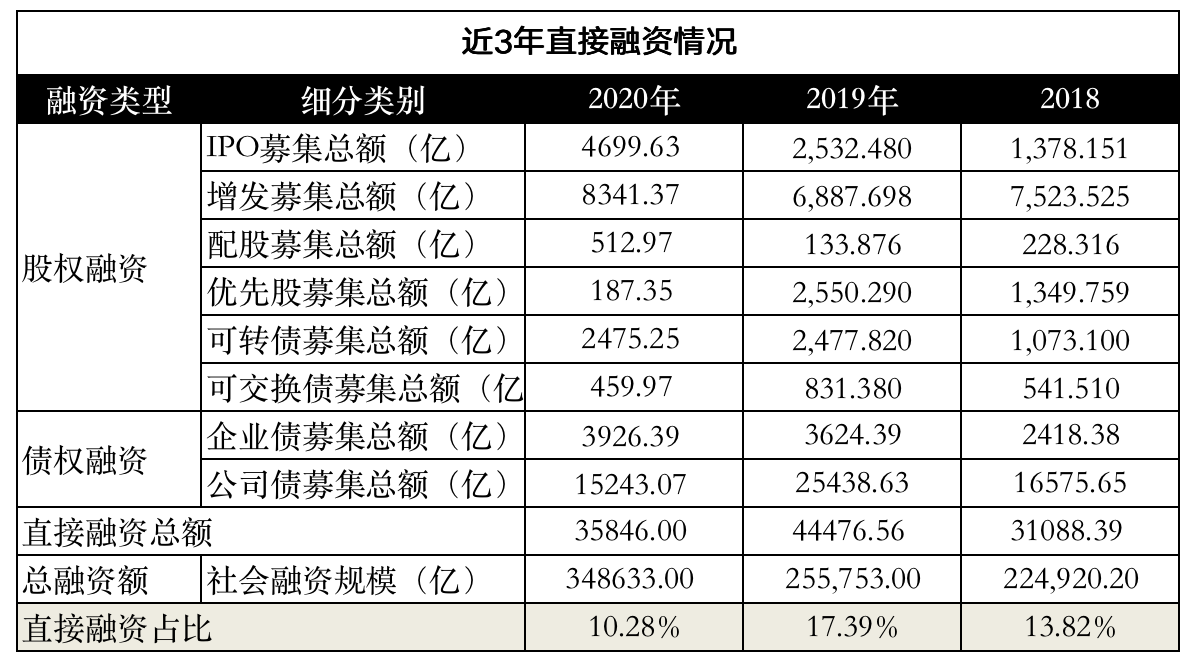 近3年直接融资情况
融资类型 细分类别 2020年 2019年 2018
股权融资
IPO募集总额（亿） 4699.63 2,532.480 1,378.151
增发募集总额（亿） 8341.37 6,887.698 7,523.525
配股募集总额（亿） 512.97 133.876 228.316
优先股募集总额（亿） 187.35 2,550.290 1,349.759
可转债募集总额（亿） 2475.25 2,477.820 1,073.100
可交换债募集总额（亿 459.97 831.380 541.510
债权融资
企业债募集总额（亿） 3926.39 3624.39 2418.38
公司债募集总额（亿） 15243.07 25438.63 16575.65
直接融资总额 35846.00 44476.56 31088.39
总融资额 社会融资规模（亿） 348633.00 255,753.00 224,920.20
直接融资占比 10.28% 17.39% 13.82%